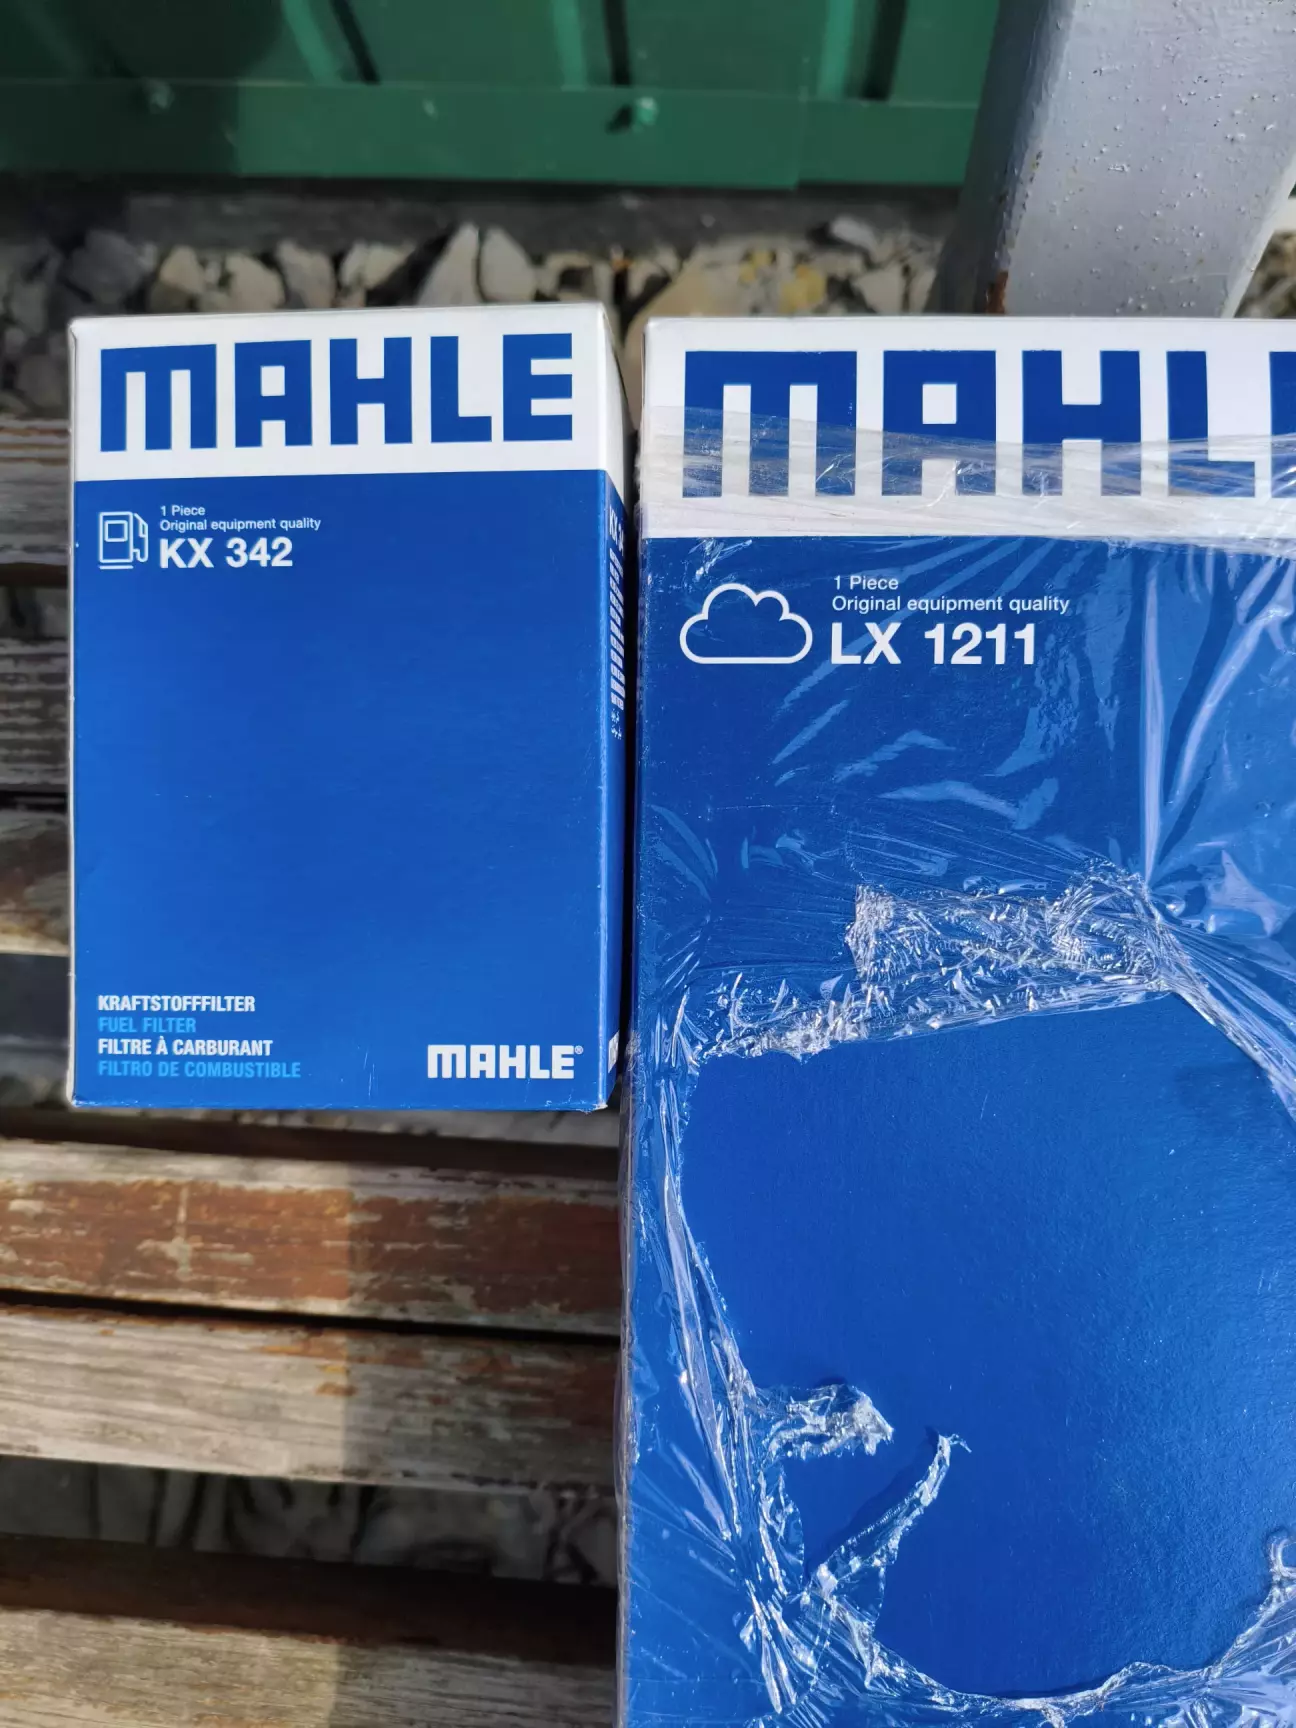 MAHLE
1 Piece
Original equipment quality
KX 342
KRAFTSTOFFFILTER
FUEL FILTER
FILTRE À CARBURANT
FILTRO DE COMBUSTIBLE
MAHLE®
MAHL
1 Piece
Original equipment quality
LX 1211